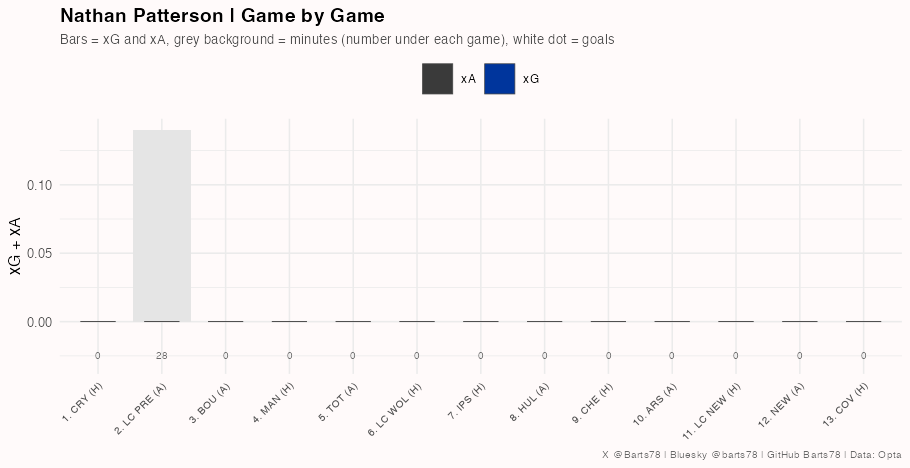 Nathan Patterson | Game by Game
Bars = xG and xA, grey background = minutes (number under each game), white dot = goals
xA xG
xG + xA
0.10
0.05
0.00
0 28 0 0 0 0 0 0 0 0 0 0 0
1. CRY (H)
2. LC PRE (A)
3. BOU (A)
4. MAN (H)
5. TOT (A)
6. LC WOL (H)
7. IPS (H)
8. HUL (A)
9. CHE (H)
10. ARS (A)
11. LC NEW (H)
12. NEW (A)
13. COV (H)
X @Barts78 | Bluesky @barts78 | GitHub Barts78 | Data: Opta